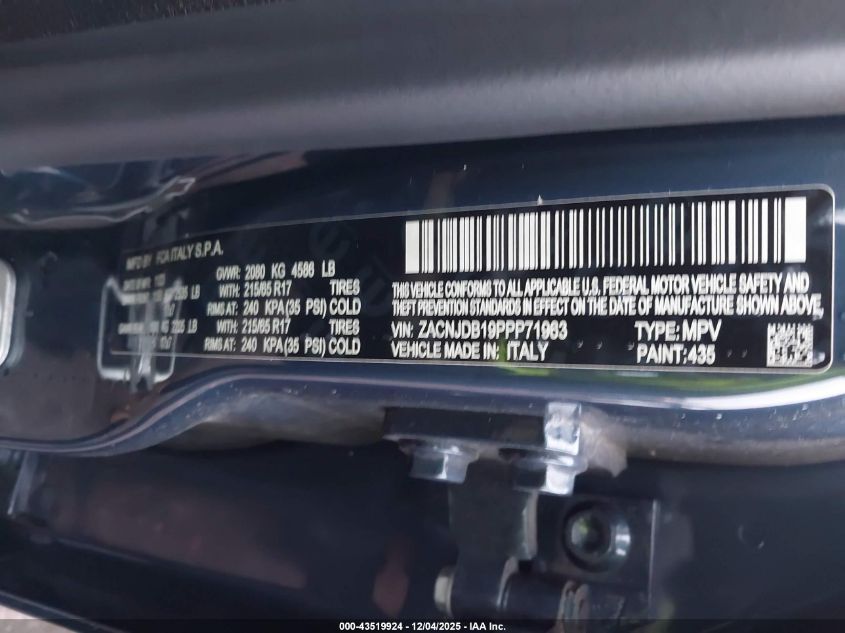 MFD BY FCA ITALY S.P.A.
GVWR: 2080 KG 4586 LB
WITH: 215/65 R17 TIRES
RIMS AT: 240 KPA (35 PSI) COLD
WITH: 215/65 R17 TIRES
RIMS AT: 240 KPA (35 PSI) COLD
THIS VEHICLE CONFORMS TO ALL APPLICABLE U.S. FEDERAL MOTOR VEHICLE SAFETY AND
THEFT PREVENTION STANDARDS IN EFFECT ON THE DATE OF MANUFACTURE SHOWN ABOVE.
VIN: ZACNJDB19PPP71963 TYPE: MPV
VEHICLE MADE IN: ITALY PAINT: 435
000-43519924 - 12/04/2025 - IAA Inc.